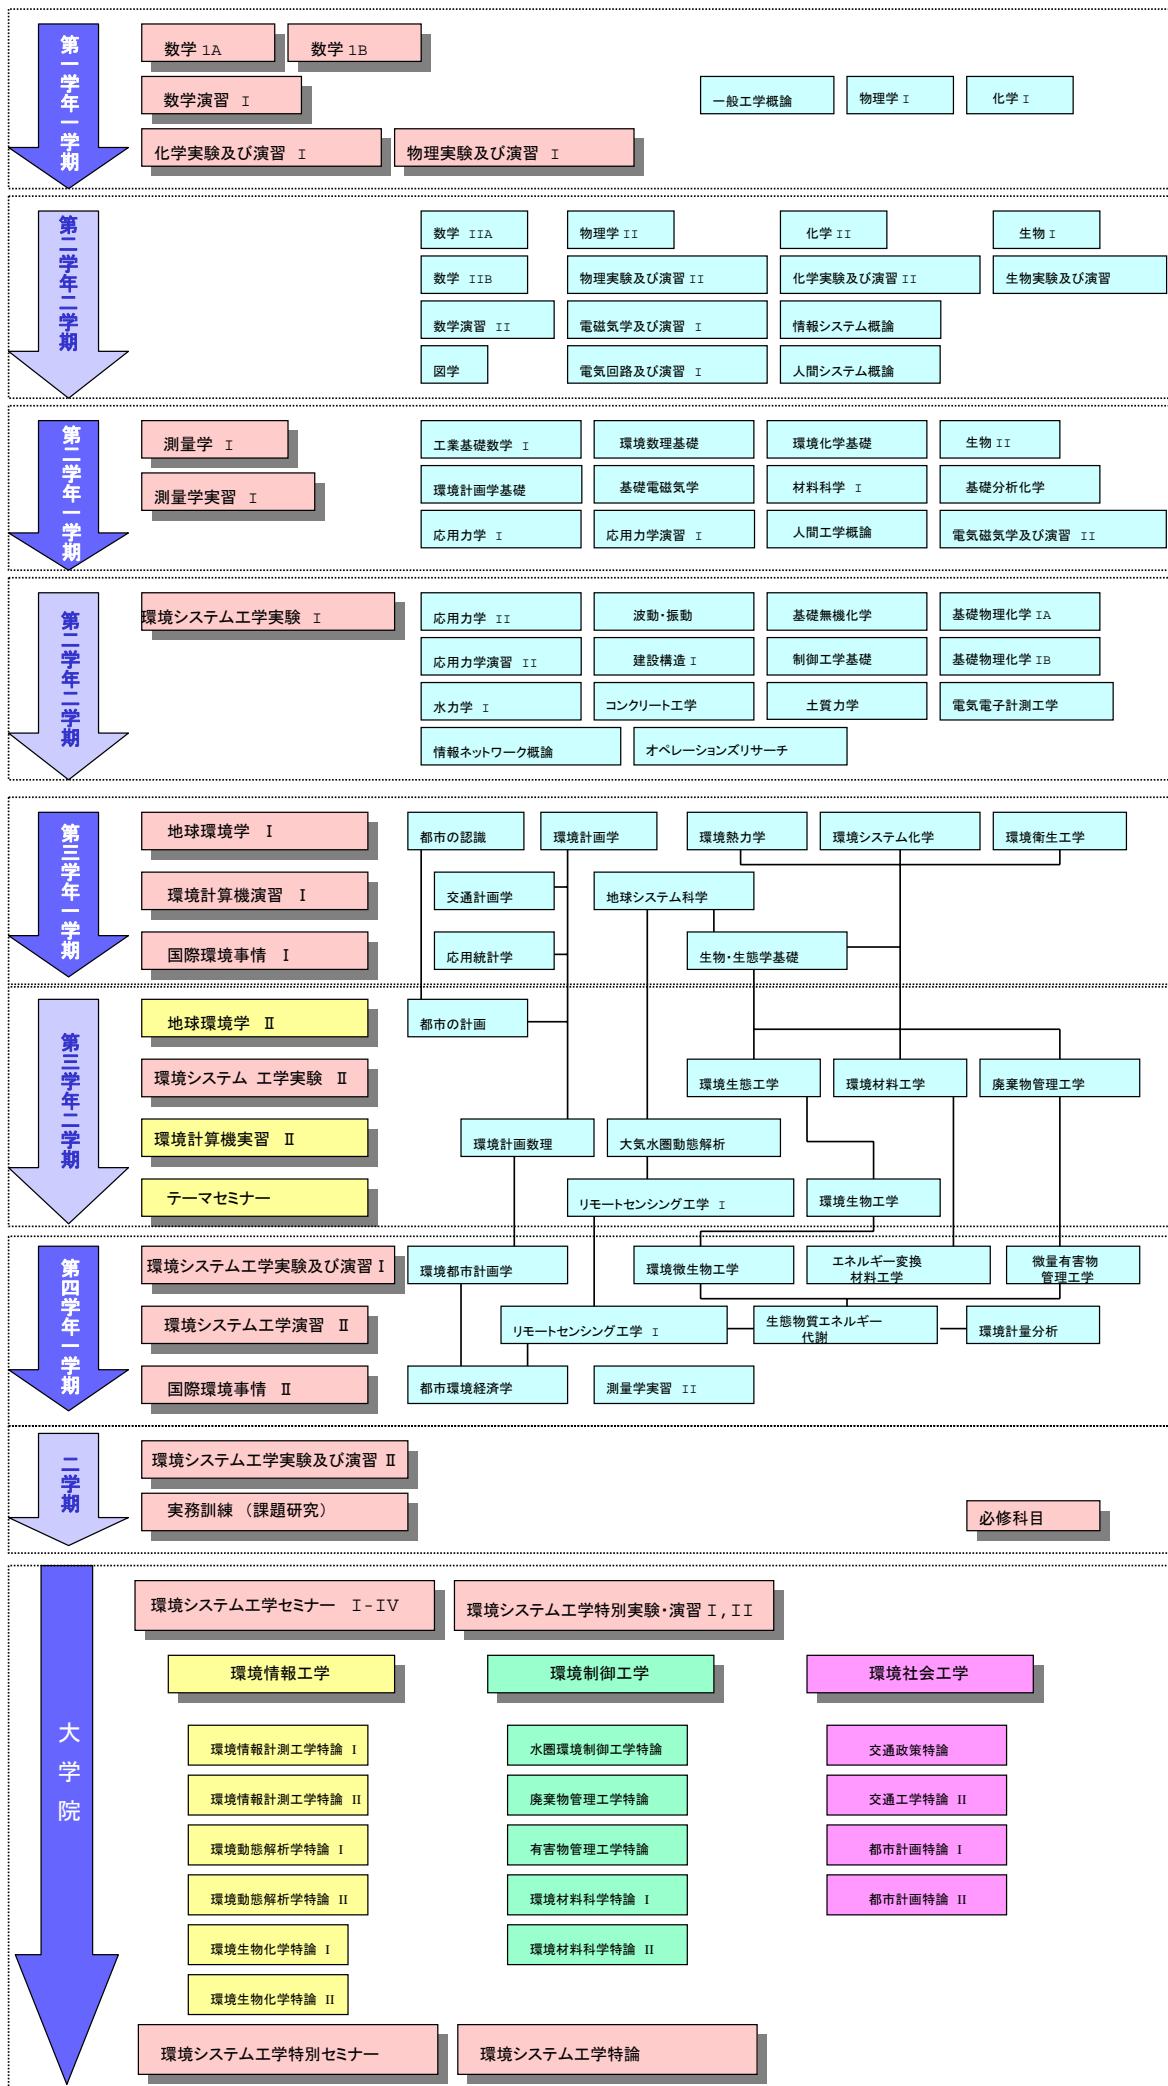 第一学年一学期
数学 1A
数学 1B
数学演習 I
一般工学概論
物理学 I
化学 I
化学実験及び演習 I
物理実験及び演習 I
第二学年二学期
数学 IIA
物理学 II
化学 II
生物 I
数学 IIB
物理実験及び演習 II
化学実験及び演習 II
生物実験及び演習
数学演習 II
電磁気学及び演習 I
情報システム概論
図学
電気回路及び演習 I
人間システム概論
第二学年一学期
測量学 I
工業基礎数学 I
環境数理基礎
環境化学基礎
生物 II
測量学実習 I
環境計画学基礎
基礎電磁気学
材料科学 I
基礎分析化学
応用力学 I
応用力学演習 I
人間工学概論
電気磁気学及び演習 II
第二学年二学期
環境システム工学実験 I
応用力学 II
波動・振動
基礎無機化学
基礎物理化学 IA
応用力学演習 II
建設構造 I
制御工学基礎
基礎物理化学 IB
水力学 I
コンクリート工学
土質力学
電気電子計測工学
情報ネットワーク概論
オペレーションズリサーチ
第三学年一学期
地球環境学 I
都市の認識
環境計画学
環境熱力学
環境システム化学
環境衛生工学
環境計算機演習 I
交通計画学
地球システム科学
国際環境事情 I
応用統計学
生物・生態学基礎
第三学年二学期
地球環境学 II
都市の計画
環境システム 工学実験 II
環境生態工学
環境材料工学
廃棄物管理工学
環境計算機実習 II
環境計画数理
大気水圏動態解析
テーマセミナー
リモートセンシング工学 I
環境生物工学
第四学年一学期
環境システム工学実験及び演習 I
環境都市計画学
環境微生物工学
エネルギー変換
材料工学
微量有害物
管理工学
環境システム工学演習 II
リモートセンシング工学 I
生態物質エネルギー
代謝
環境計量分析
国際環境事情 II
都市環境経済学
測量学実習 II
二学期
環境システム工学実験及び演習 II
実務訓練 （課題研究）
必修科目
大学院
環境システム工学セミナー I-IV
環境システム工学特別実験・演習 I,II
環境情報工学
環境制御工学
環境社会工学
環境情報計測工学特論 I
水圏環境制御工学特論
交通政策特論
環境情報計測工学特論 II
廃棄物管理工学特論
交通工学特論 II
環境動態解析学特論 I
有害物管理工学特論
都市計画特論 I
環境動態解析学特論 II
環境材料科学特論 I
都市計画特論 II
環境生物化学特論 I
環境材料科学特論 II
環境生物化学特論 II
環境システム工学特別セミナー
環境システム工学特論